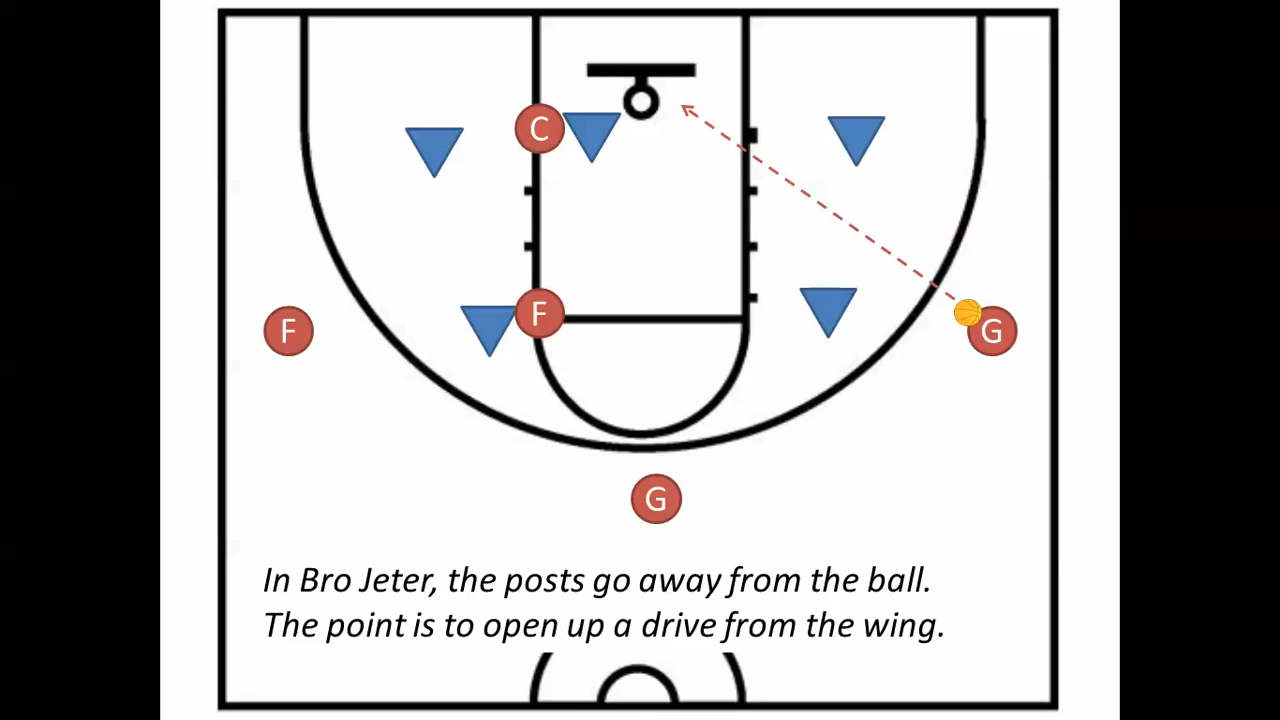 C
F
F
G
G
In Bro Jeter, the posts go away from the ball.
The point is to open up a drive from the wing.